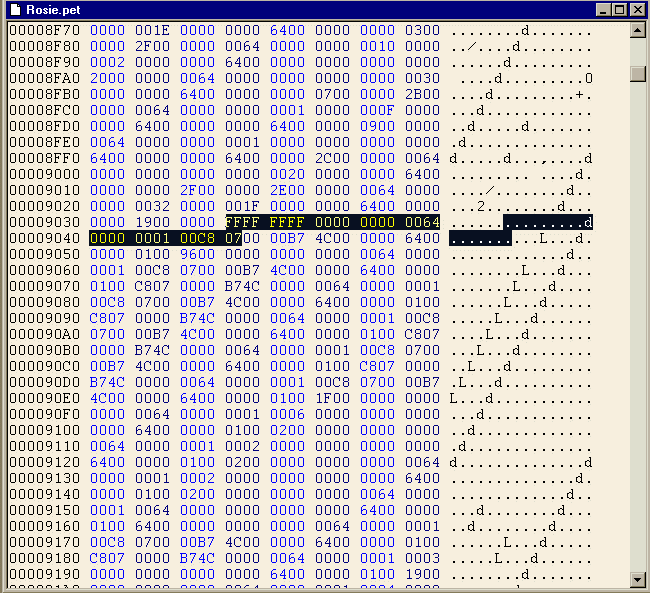 Rosie.pet
00008F70 0000 001E 0000 0000 6400 0000 0000 0300 ........d.......
00008F80 0000 2F00 0000 0064 0000 0000 0010 0000 ../....d........
00008F90 0002 0000 0000 6400 0000 0000 0000 0000 ......d.........
00008FA0 2000 0000 0064 0000 0000 0000 0000 0030  ....d.........0
00008FB0 0000 0000 6400 0000 0000 0700 0000 2B00 ....d.........+.
00008FC0 0000 0064 0000 0000 0001 0000 000F 0000 ...d............
00008FD0 0000 6400 0000 0000 6400 0000 0900 0000 ..d.....d.......
00008FE0 0064 0000 0000 0001 0000 0000 0000 0000 .d..............
00008FF0 6400 0000 0000 6400 0000 2C00 0000 0064 d.....d...,....d
00009000 0000 0000 0000 0000 0020 0000 0000 6400 ......... ....d.
00009010 0000 0000 2F00 0000 2E00 0000 0064 0000 ..../........d..
00009020 0000 0032 0000 001F 0000 0000 6400 0000 ...2........d...
00009030 0000 1900 0000 FFFF FFFF 0000 0000 0064 ...............d
00009040 0000 0001 00C8 0700 00B7 4C00 0000 6400 ..........L...d.
00009050 0000 0100 9600 0000 0000 0000 0064 0000 .............d..
00009060 0001 00C8 0700 00B7 4C00 0000 6400 0000 ........L...d...
00009070 0100 C807 0000 B74C 0000 0064 0000 0001 .......L...d....
00009080 00C8 0700 00B7 4C00 0000 6400 0000 0100 ......L...d.....
00009090 C807 0000 B74C 0000 0064 0000 0001 00C8 .....L...d......
000090A0 0700 00B7 4C00 0000 6400 0000 0100 C807 ....L...d.......
000090B0 0000 B74C 0000 0064 0000 0001 00C8 0700 ...L...d........
000090C0 00B7 4C00 0000 6400 0000 0100 C807 0000 ..L...d.........
000090D0 B74C 0000 0064 0000 0001 00C8 0700 00B7 .L...d..........
000090E0 4C00 0000 6400 0000 0100 1F00 0000 0000 L...d...........
000090F0 0000 0064 0000 0001 0006 0000 0000 0000 ...d............
00009100 0000 6400 0000 0100 0200 0000 0000 0000 ..d.............
00009110 0064 0000 0001 0002 0000 0000 0000 0000 .d..............
00009120 6400 0000 0100 0200 0000 0000 0000 0064 d..............d
00009130 0000 0001 0002 0000 0000 0000 0000 6400 ..............d.
00009140 0000 0100 0200 0000 0000 0000 0064 0000 .............d..
00009150 0001 0064 0000 0000 0000 0000 6400 0000 ...d........d...
00009160 0100 6400 0000 0000 0000 0064 0000 0001 ..d........d....
00009170 00C8 0700 00B7 4C00 0000 6400 0000 0100 ......L...d.....
00009180 C807 0000 B74C 0000 0064 0000 0001 0003 .....L...d......
00009190 0000 0000 0000 0000 6400 0000 0100 1900 ........d.......